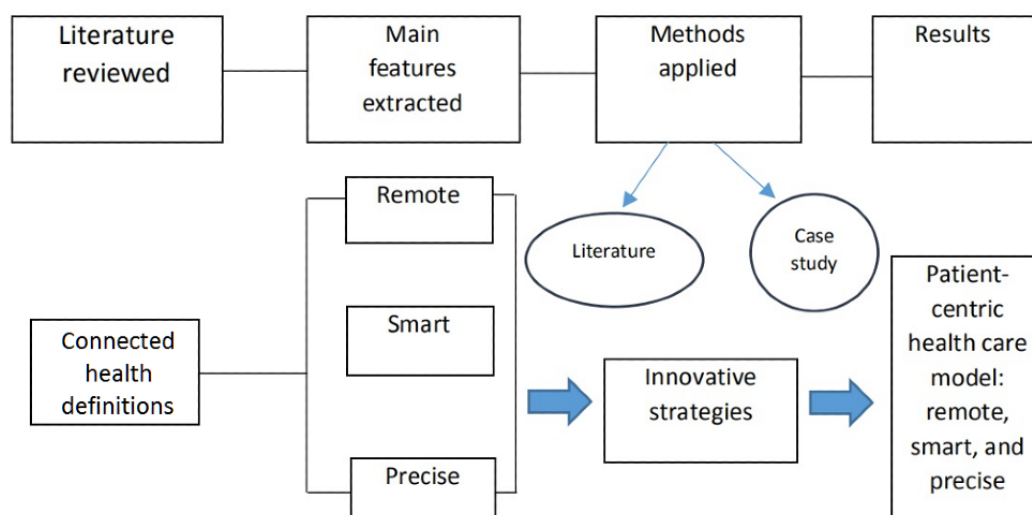 Literature
reviewed
Main
features
extracted
Methods
applied
Results
Remote
Smart
Precise
Connected
health
definitions
Literature
Case
study
Innovative
strategies
Patient-
centric
health care
model:
remote,
smart, and
precise